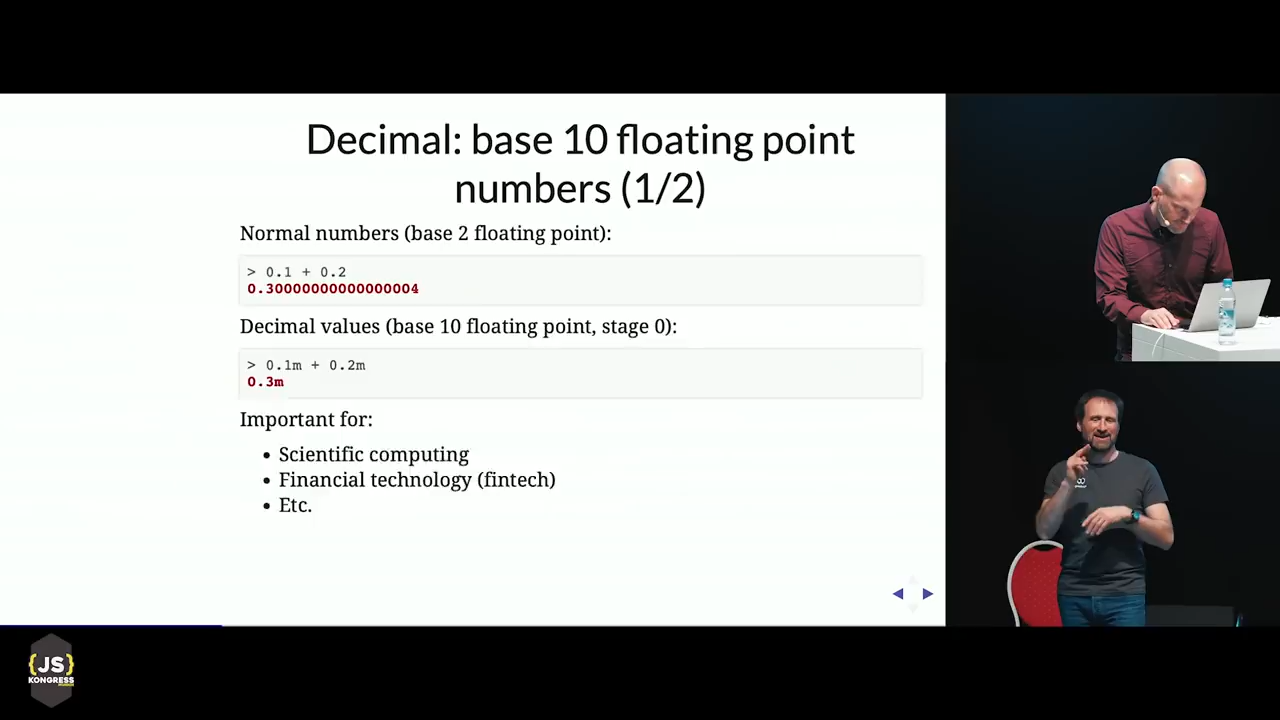 Decimal: base 10 floating point
numbers (1/2)
Normal numbers (base 2 floating point):
> 0.1 + 0.2
0.30000000000000004
Decimal values (base 10 floating point, stage 0):
> 0.1m + 0.2m
0.3m
Important for:
• Scientific computing
• Financial technology (fintech)
• Etc.
{JS}
KONGRESS